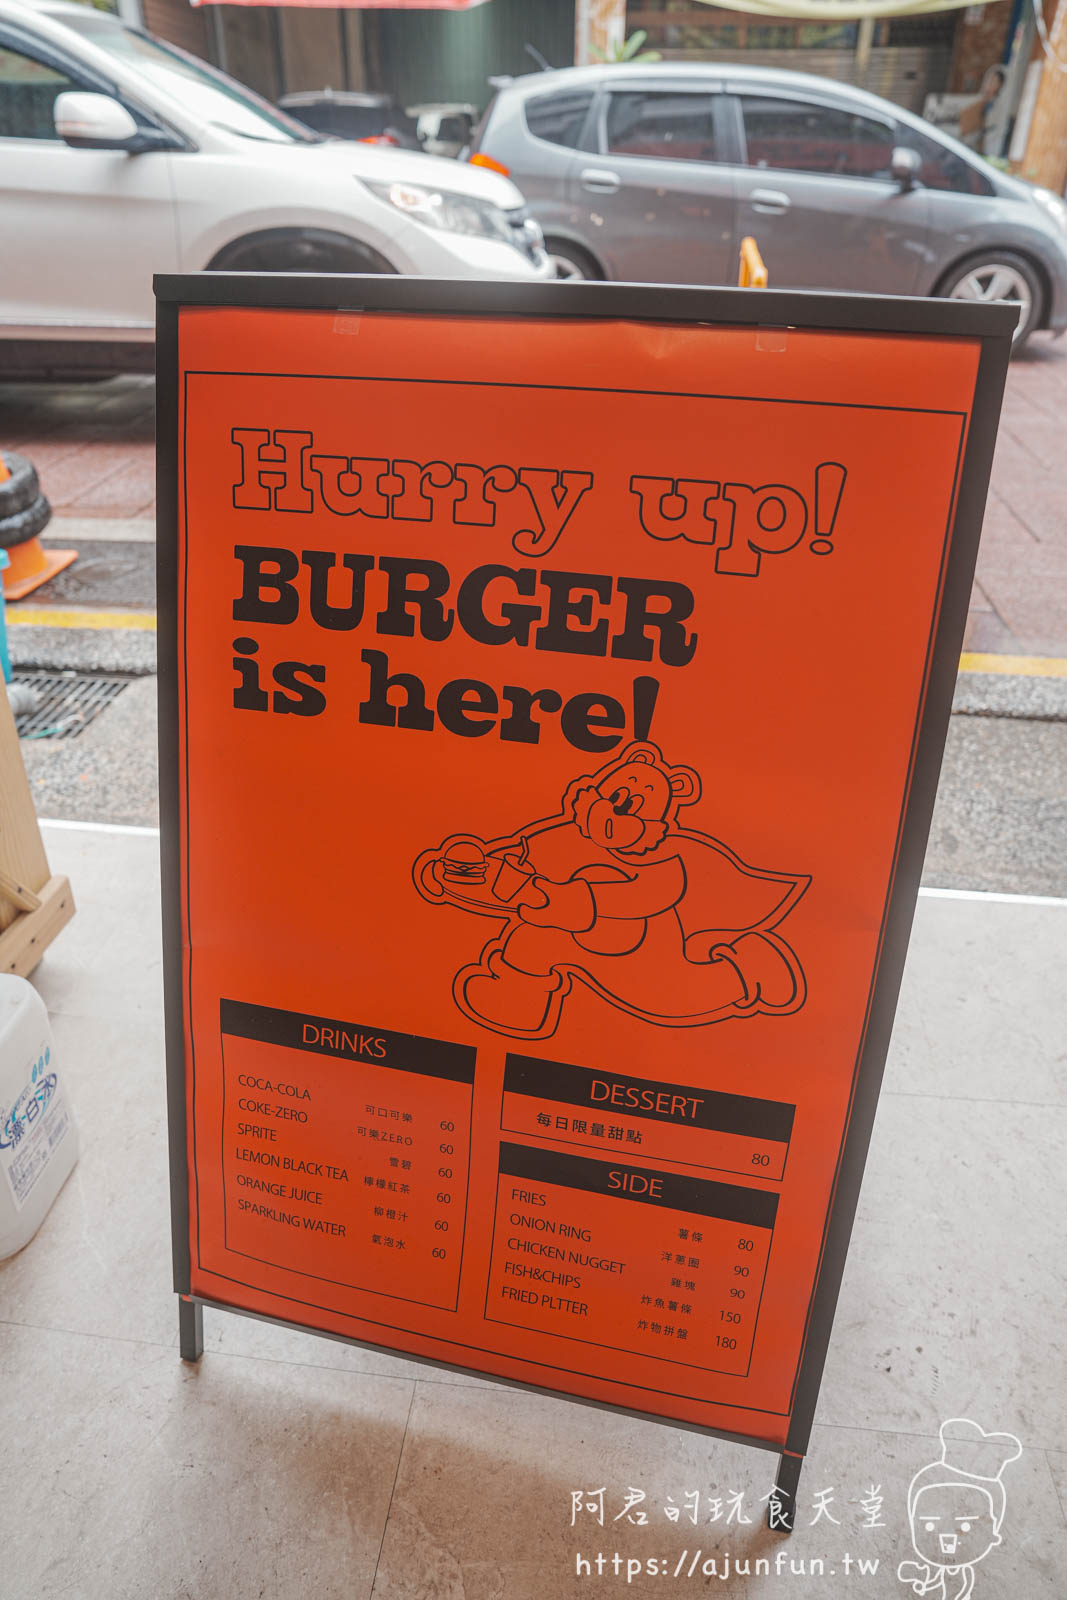 Hurry up!
BURGER
is here!
DRINKS
COCA-COLA 可口可樂 60
COKE-ZERO 可樂ZERO 60
SPRITE 雪碧 60
LEMON BLACK TEA 檸檬紅茶 60
ORANGE JUICE 柳橙汁 60
SPARKLING WATER 氣泡水 60
DESSERT
每日限量甜點 80
SIDE
FRIES 薯條 80
ONION RING 洋蔥圈 90
CHICKEN NUGGET 雞塊 90
FISH&CHIPS 炸魚薯條 150
FRIED PLTTER 炸物拼盤 180
漂白水
阿君的玩食天堂
https://ajunfun.tw